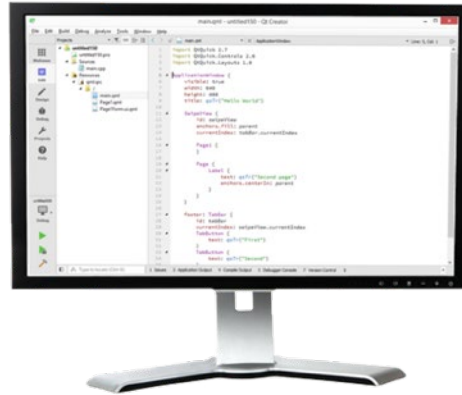 main.qml - untitled150 - Qt Creator
File Edit Build Debug Analyze Tools Window Help
Projects
main.qml
ApplicationWindow
Line: 5, Col: 1
untitled150
untitled150.pro
Sources
main.cpp
Resources
qml.qrc
/
main.qml
Page1.qml
Page1Form.ui.qml
Welcome
Edit
Design
Debug
Projects
Help
untitled150
Debug
import QtQuick 2.7
import QtQuick.Controls 2.0
import QtQuick.Layouts 1.0
ApplicationWindow {
visible: true
width: 640
height: 480
title: qsTr("Hello World")
SwipeView {
id: swipeView
anchors.fill: parent
currentIndex: tabBar.currentIndex
Page1 {
}
Page {
Label {
text: qsTr("Second page")
anchors.centerIn: parent
}
}
}
footer: TabBar {
id: tabBar
currentIndex: swipeView.currentIndex
TabButton {
text: qsTr("First")
}
TabButton {
text: qsTr("Second")
Type to locate (Ctrl+K)
1 Issues
3 Application Output
4 Compile Output
5 Debugger Console
7 Version Control